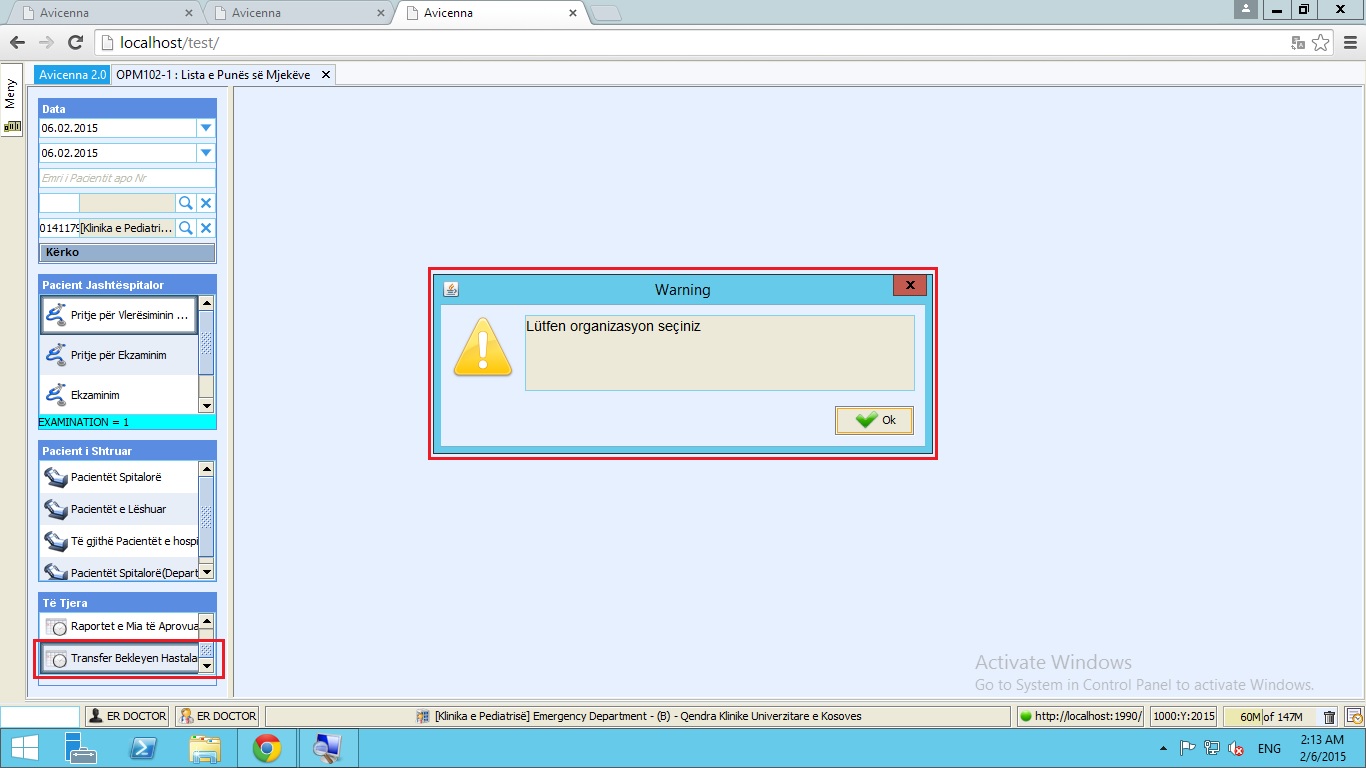 Avicenna
Avicenna
Avicenna
localhost/test/
Meny
Avicenna 2.0
OPM102-1 : Lista e Punës së Mjekëve
Data
06.02.2015
06.02.2015
Emri i Pacientit apo Nr
0141179
[Klinika e Pediatri...
Kërko
Pacient Jashtëspitalor
Pritje për Vlerësiminin ...
Pritje për Ekzaminim
Ekzaminim
EXAMINATION = 1
Pacient i Shtruar
Pacientët Spitalorë
Pacientët e Lëshuar
Të gjithë Pacientët e hospi
Pacientët Spitalorë(Depart
Të Tjera
Raportet e Mia të Aprovua
Transfer Bekleyen Hastala
Warning
x
Lütfen organizasyon seçiniz
Ok
Activate Windows
Go to System in Control Panel to activate Windows.
ER DOCTOR
ER DOCTOR
[Klinika e Pediatrisë] Emergency Department - (B) - Qendra Klinike Univerzitare e Kosoves
http://localhost:1990/
1000:Y:2015
60M of 147M
ENG
2:13 AM
2/6/2015